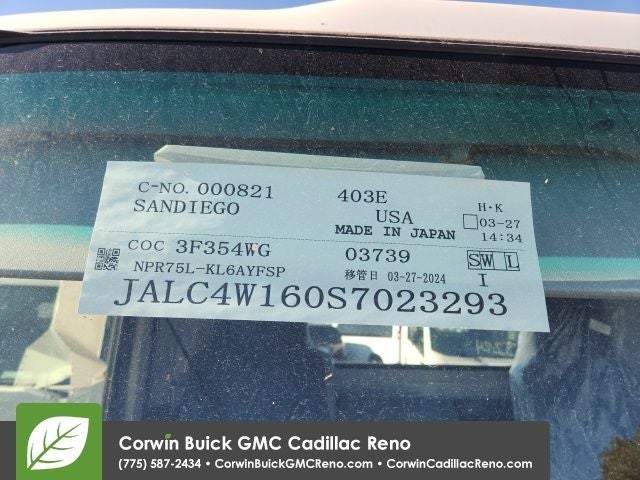 C-NO. 000821 403E H·K
SANDIEGO USA 03-27
MADE IN JAPAN 14:34
COC 3F354WG 03739 SW L
NPR75L-KL6AYFSP 移管日 03-27-2024 I
JALC4W160S7023293
Corwin Buick GMC Cadillac Reno
(775) 587-2434 • CorwinBuickGMCReno.com • CorwinCadillacReno.com